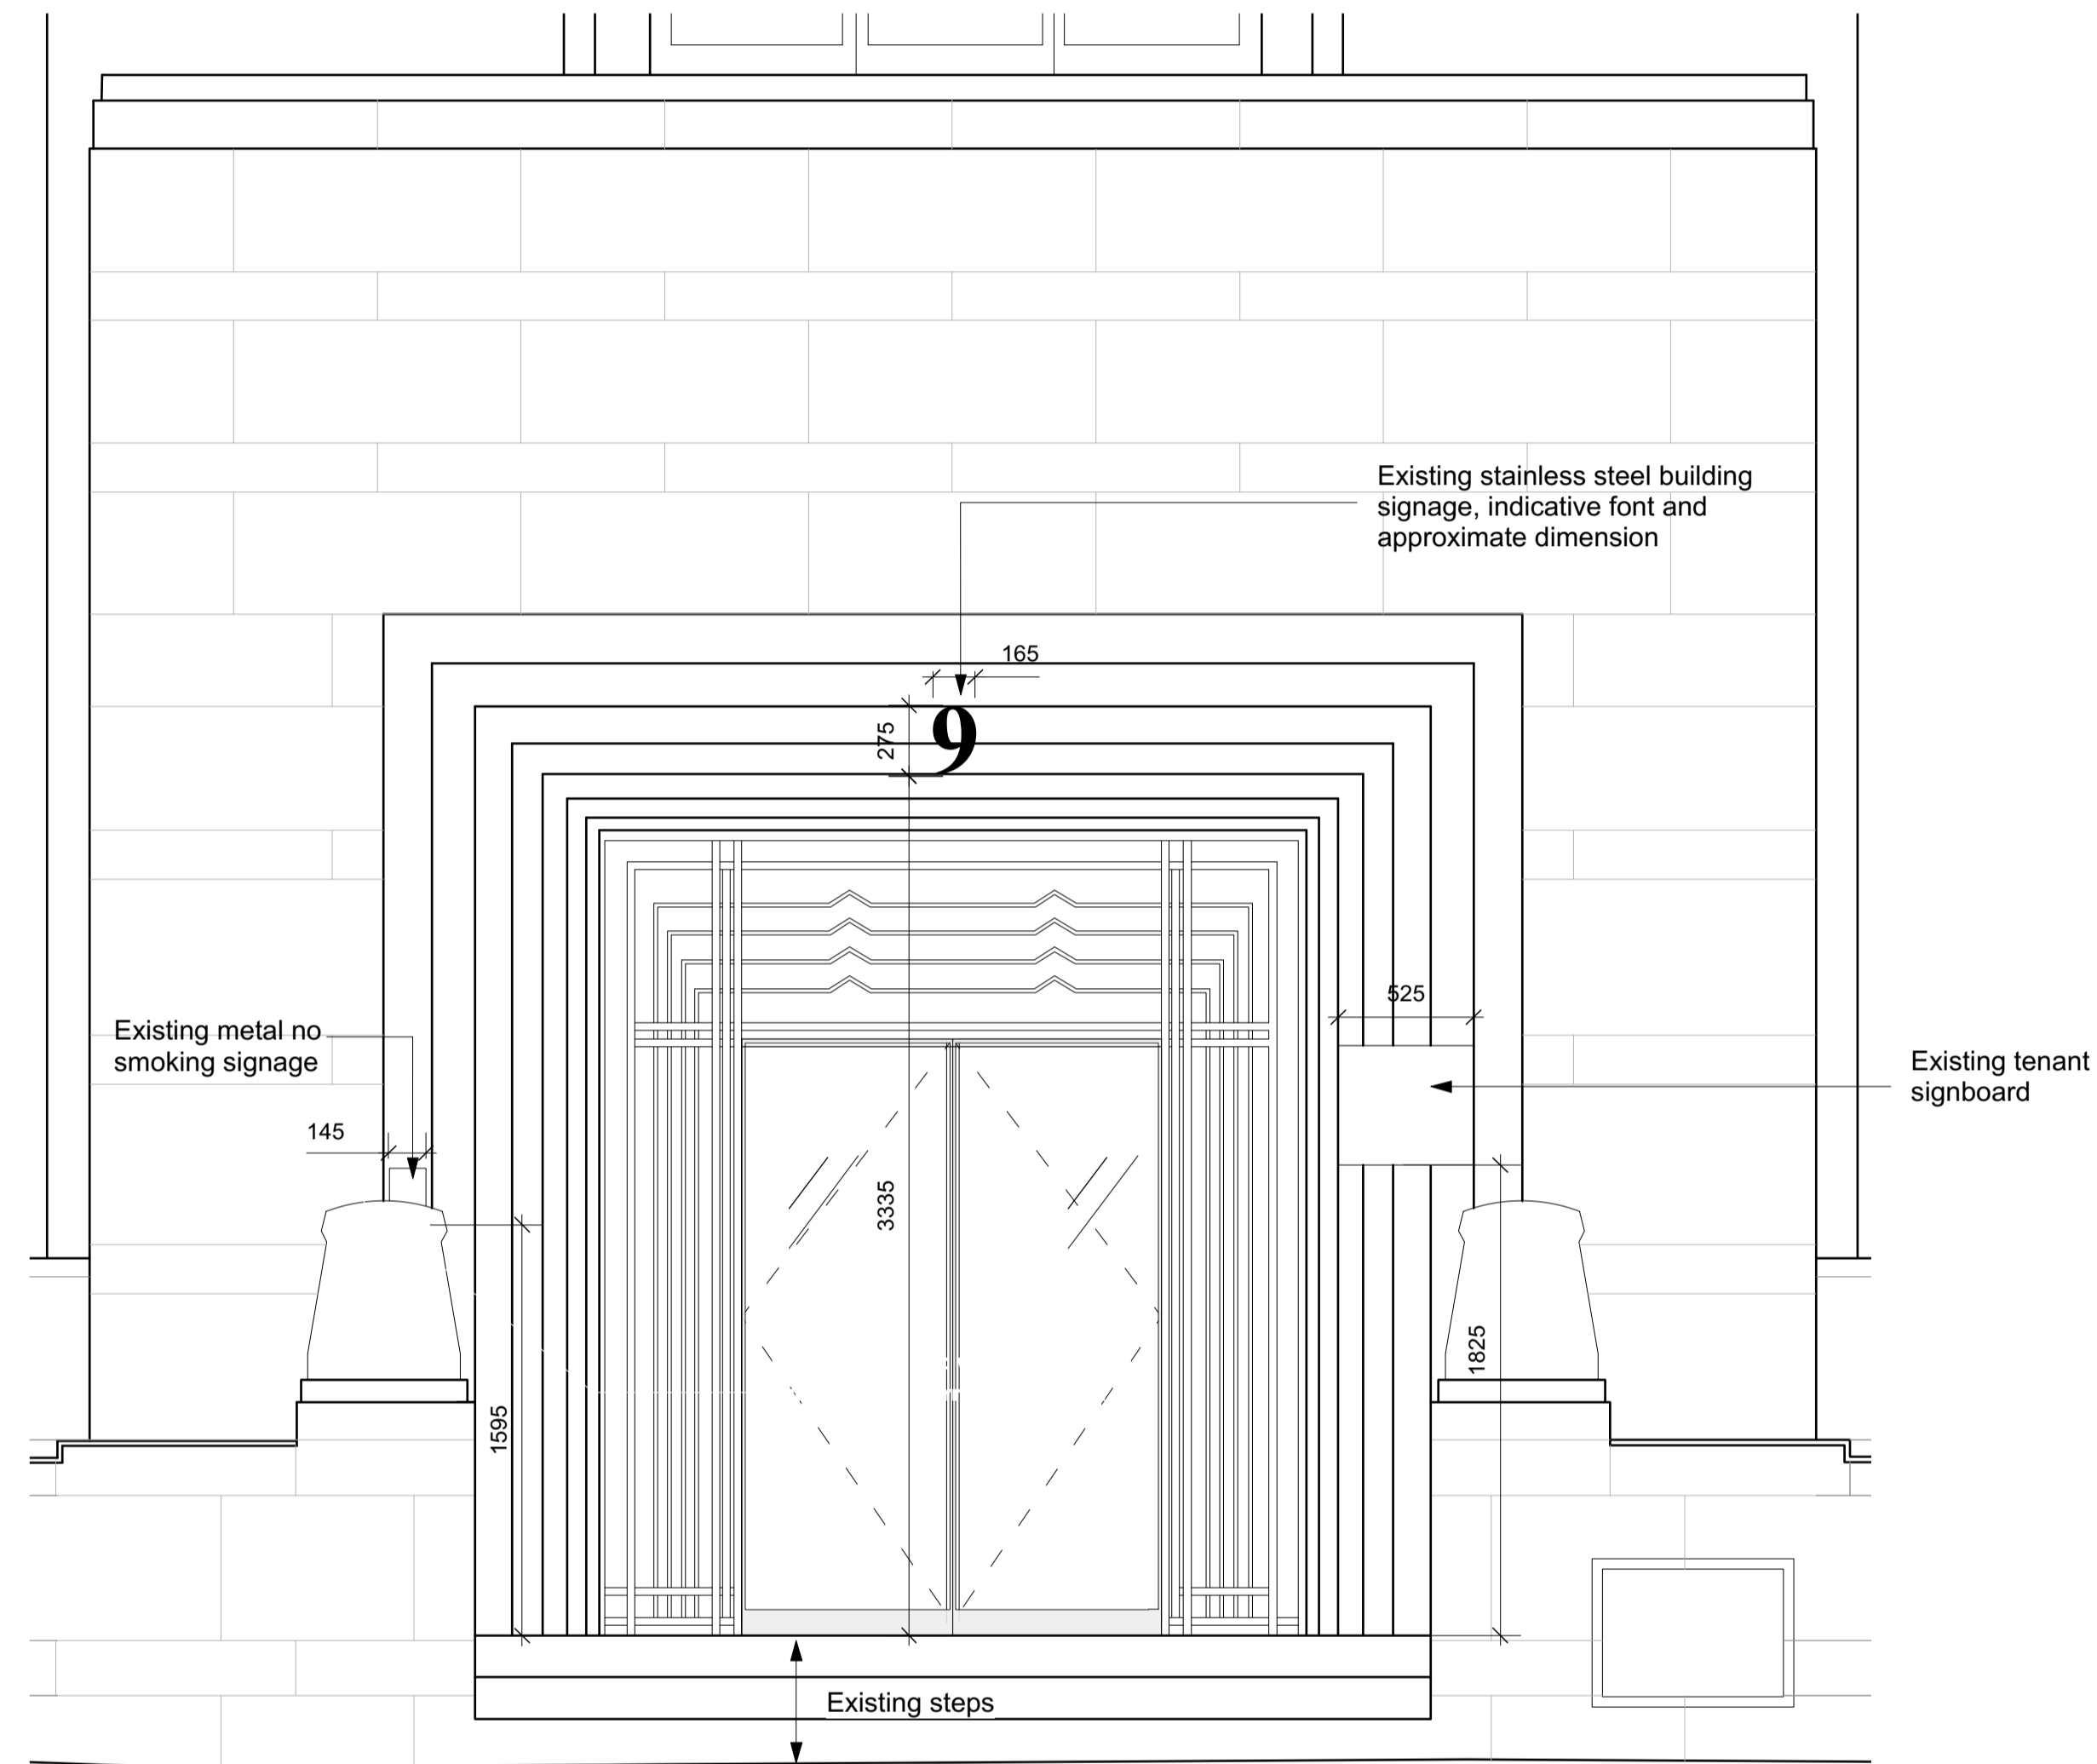 Existing stainless steel building
signage, indicative font and
approximate dimension
165
275
9
525
Existing metal no
smoking signage
Existing tenant
signboard
145
3335
1825
1595
Existing steps